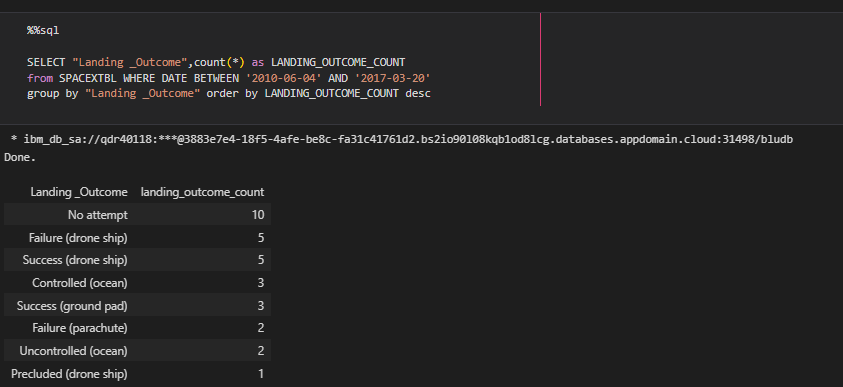 %%sql
SELECT "Landing _Outcome",count(*) as LANDING_OUTCOME_COUNT
from SPACEXTBL WHERE DATE BETWEEN '2010-06-04' AND '2017-03-20'
group by "Landing _Outcome" order by LANDING_OUTCOME_COUNT desc
* ibm_db_sa://qdr40118:***@3883e7e4-18f5-4afe-be8c-fa31c41761d2.bs2io90l08kqb1od8lcg.databases.appdomain.cloud:31498/bludb
Done.
Landing _Outcome landing_outcome_count
No attempt 10
Failure (drone ship) 5
Success (drone ship) 5
Controlled (ocean) 3
Success (ground pad) 3
Failure (parachute) 2
Uncontrolled (ocean) 2
Precluded (drone ship) 1